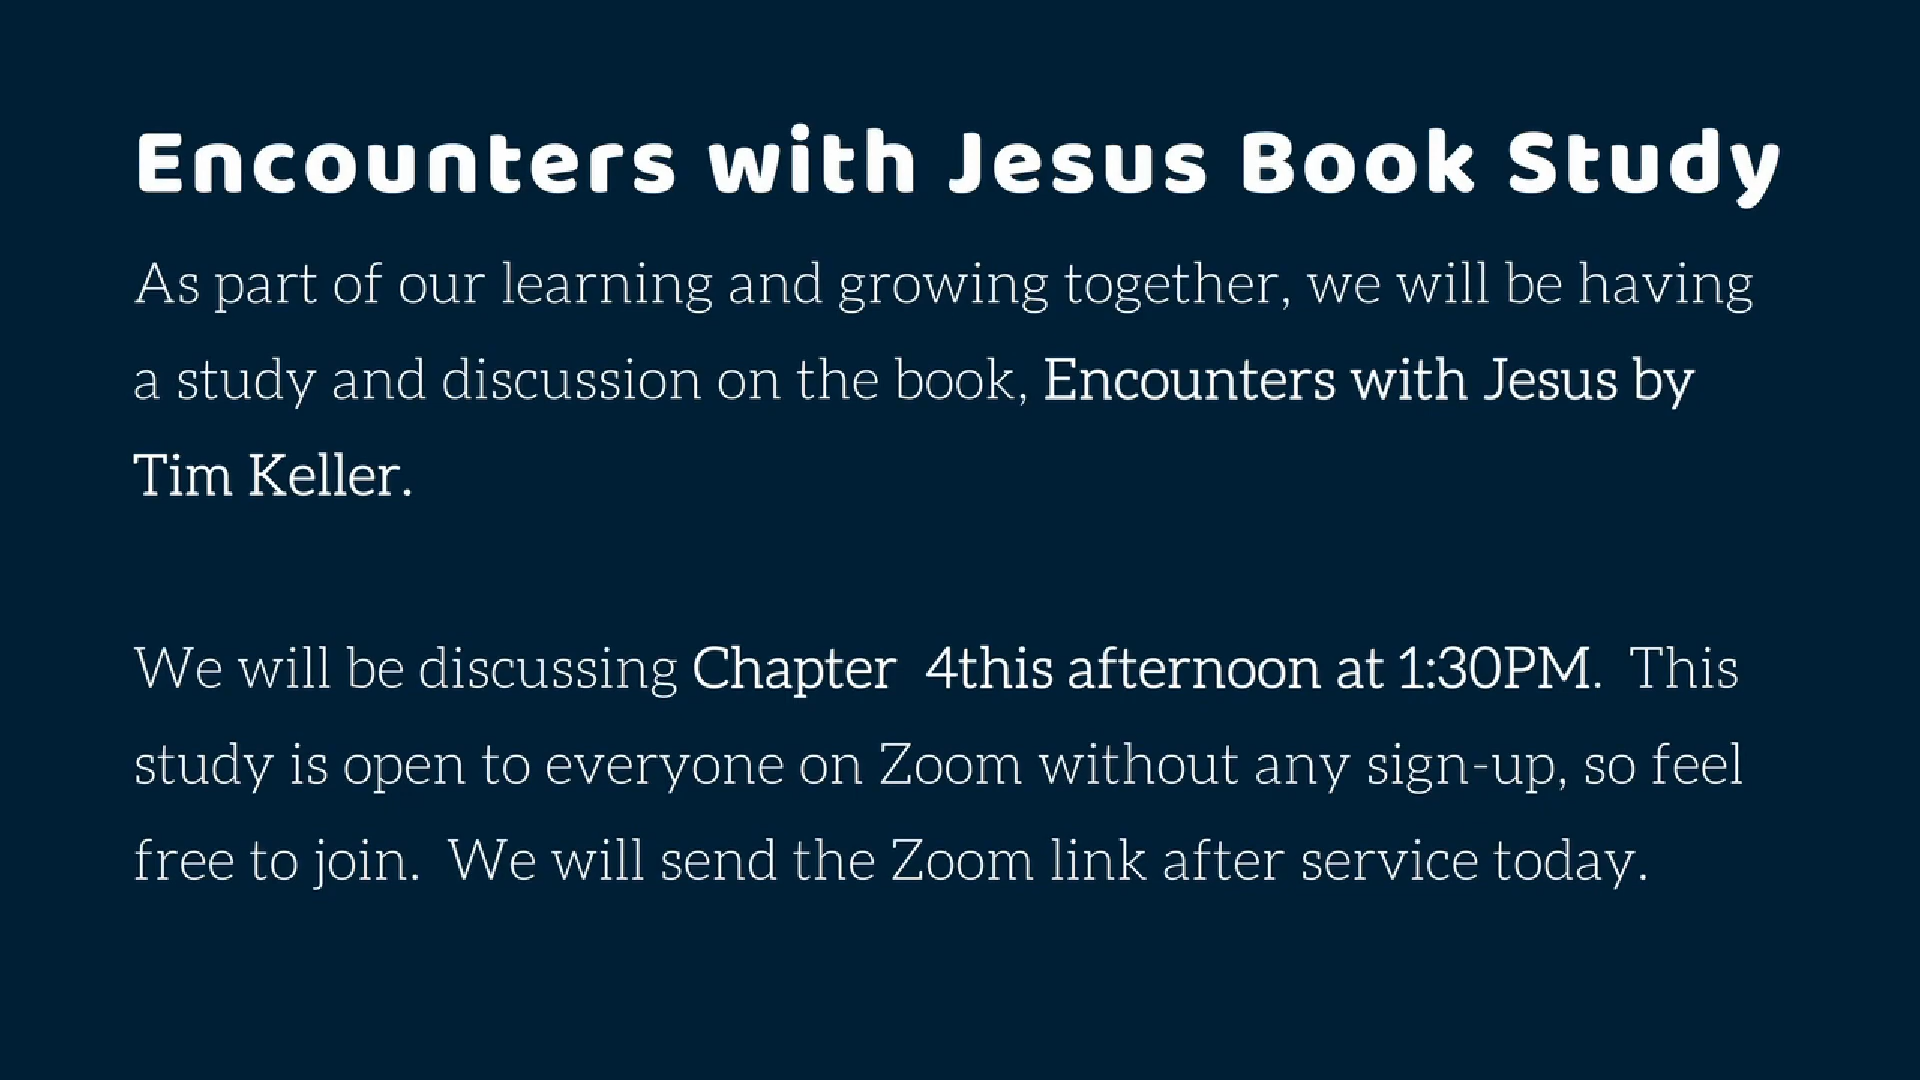 Encounters with Jesus Book Study
As part of our learning and growing together, we will be having
a study and discussion on the book, Encounters with Jesus by
Tim Keller.
We will be discussing Chapter  4this afternoon at 1:30PM.  This
study is open to everyone on Zoom without any sign-up, so feel
free to join.  We will send the Zoom link after service today.